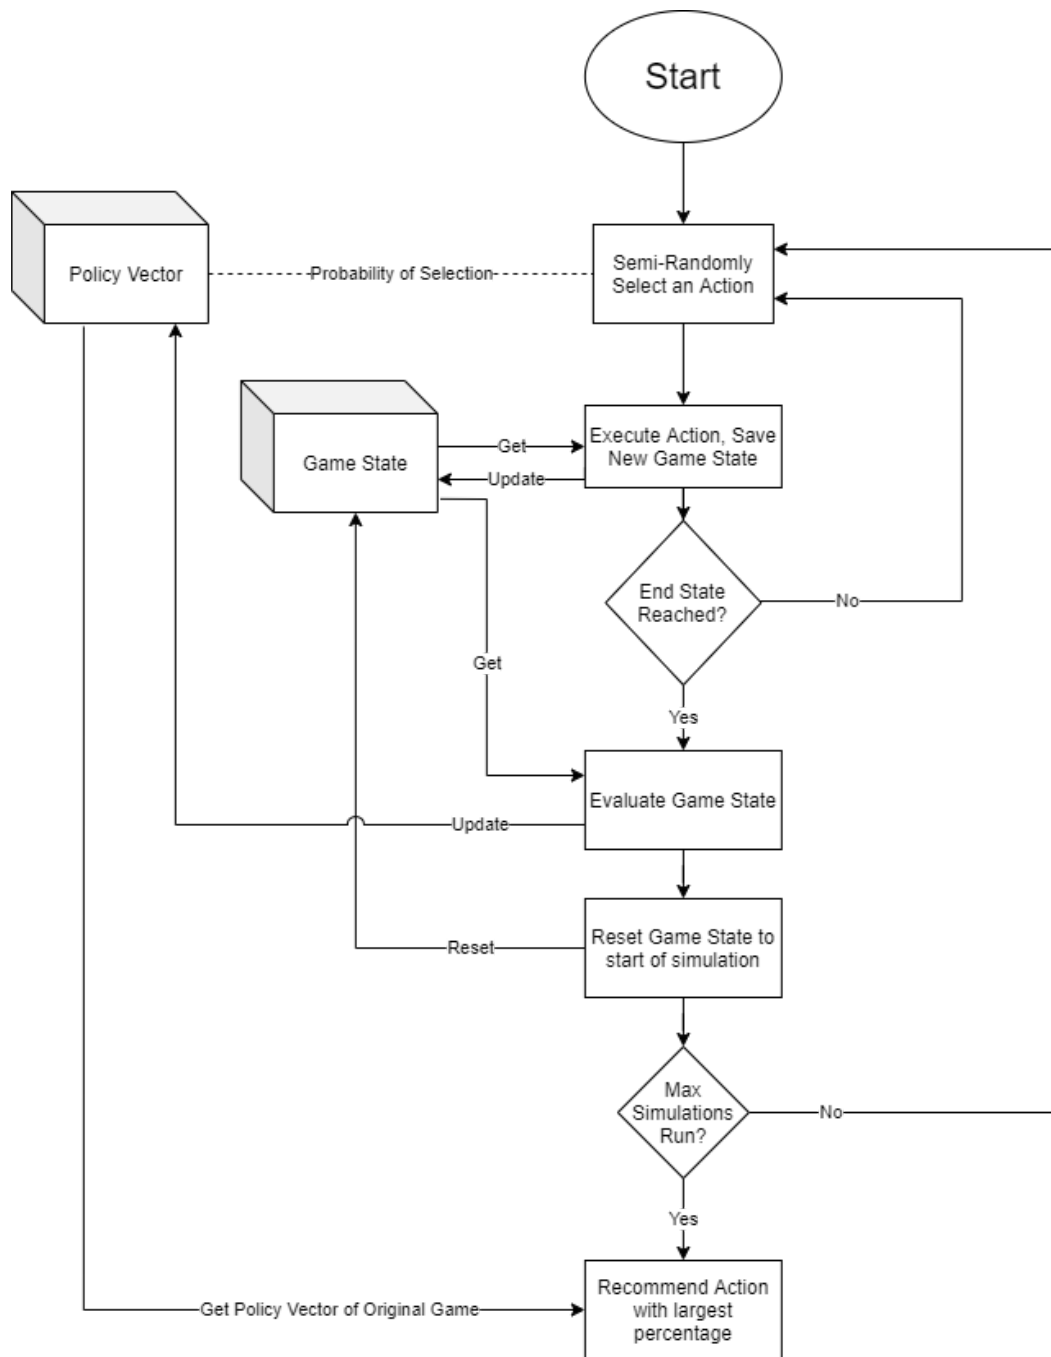 Start
Policy Vector
Probability of Selection
Semi-Randomly
Select an Action
Game State
Get
Update
Execute Action, Save
New Game State
End State
Reached?
No
Get
Yes
Evaluate Game State
Update
Reset Game State to
start of simulation
Reset
Max
Simulations
Run?
No
Yes
Get Policy Vector of Original Game
Recommend Action
with largest
percentage